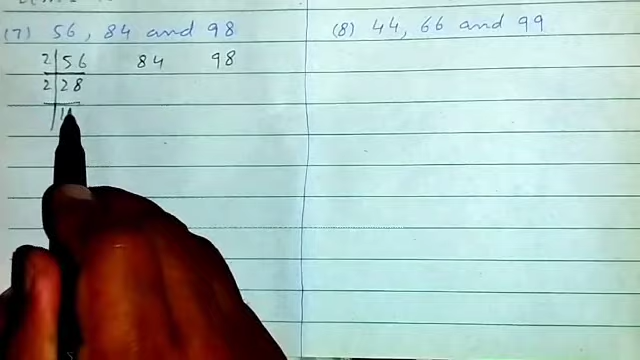 (7) 56, 84 and 98
2 56 84 98
2 28
(8) 44, 66 and 99